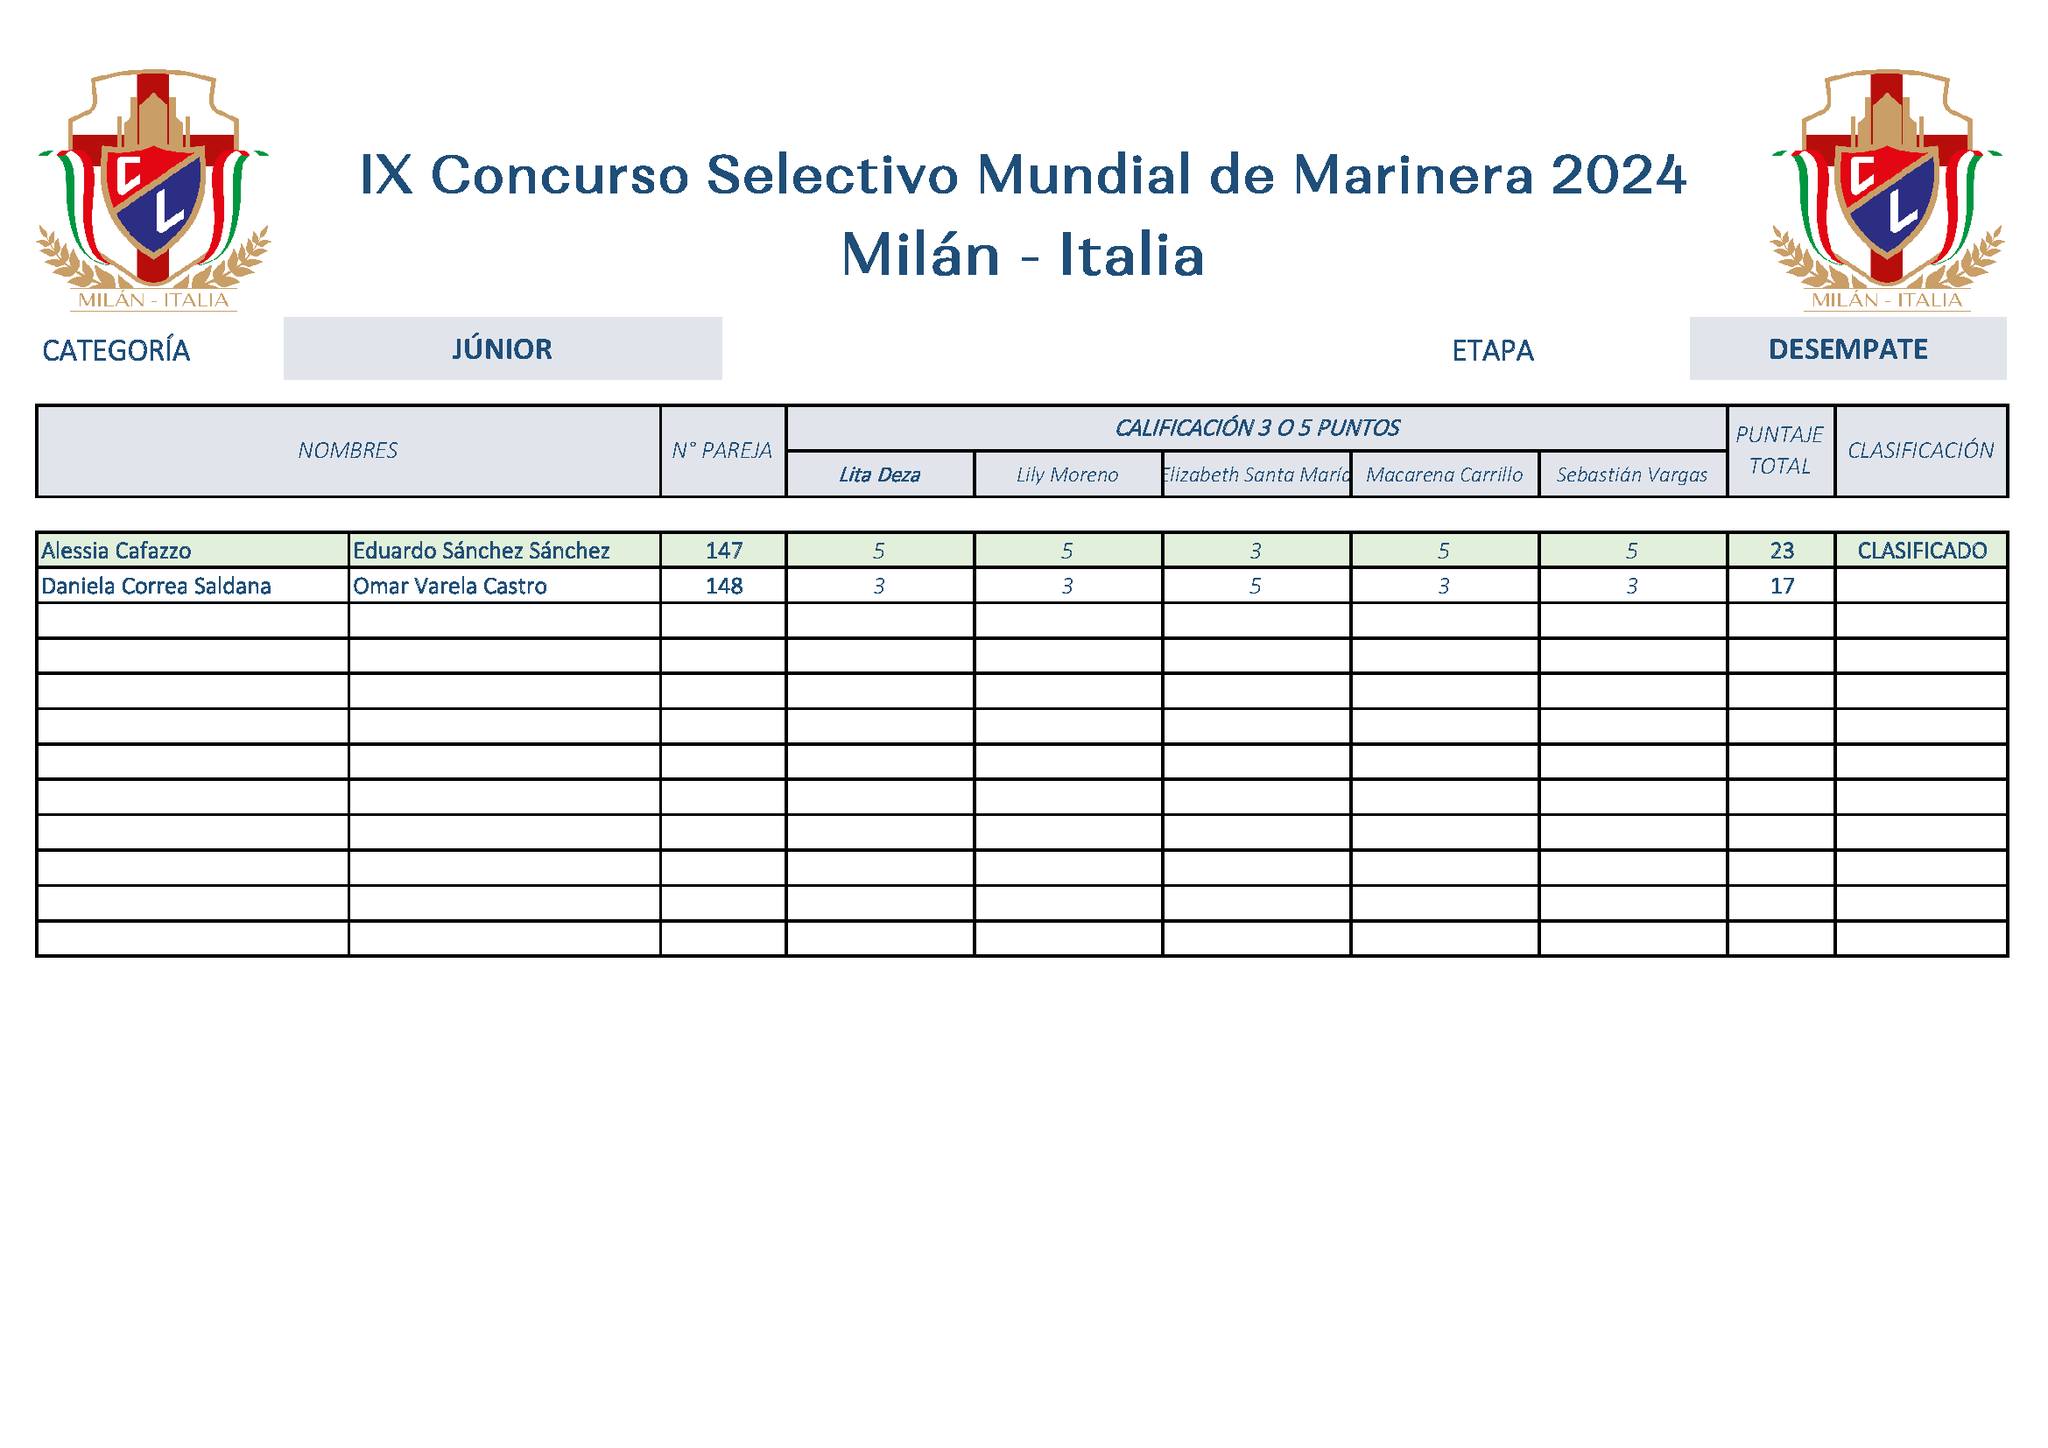 IX Concurso Selectivo Mundial de Marinera 2024
Milán - Italia
C
L
MILÁN - ITALIA
C
L
MILÁN - ITALIA
CATEGORÍA JÚNIOR ETAPA DESEMPATE
NOMBRES N° PAREJA CALIFICACIÓN 3 O 5 PUNTOS PUNTAJE TOTAL CLASIFICACIÓN
Lita Deza Lily Moreno Elizabeth Santa María Macarena Carrillo Sebastián Vargas
Alessia Cafazzo Eduardo Sánchez Sánchez 147 5 5 3 5 5 23 CLASIFICADO
Daniela Correa Saldana Omar Varela Castro 148 3 3 5 3 3 17